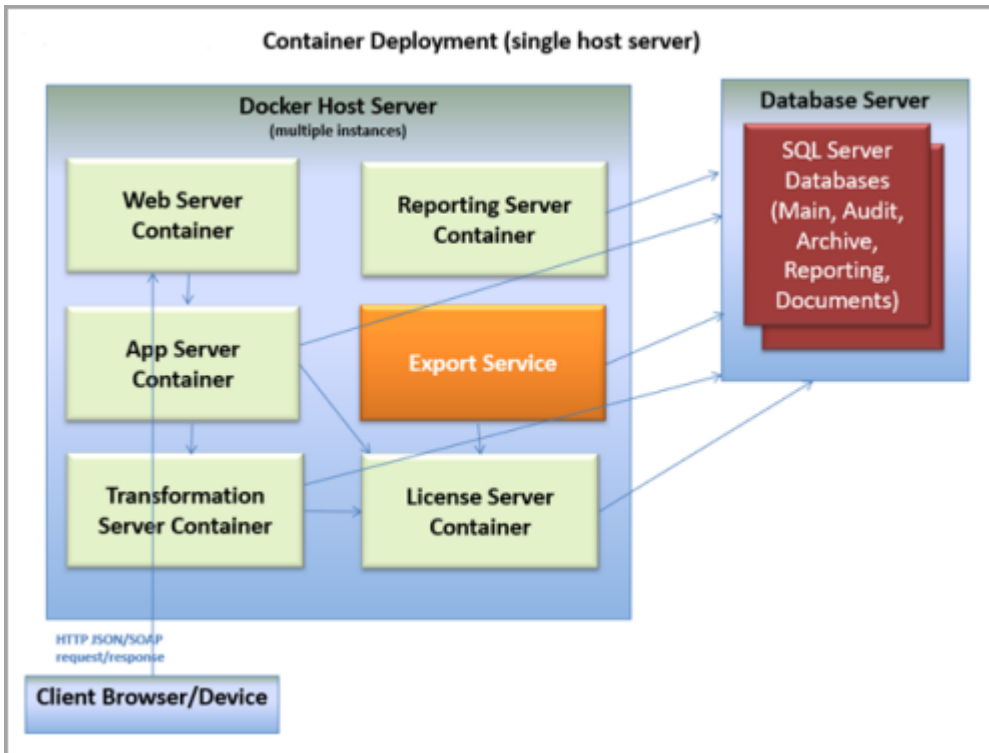 Container Deployment (single host server)
Docker Host Server
(multiple instances)
Web Server
Container
Reporting Server
Container
App Server
Container
Export Service
Transformation
Server Container
License Server
Container
Database Server
SQL Server
Databases
(Main, Audit,
Archive,
Reporting,
Documents)
HTTP JSON/SOAP
request/response
Client Browser/Device